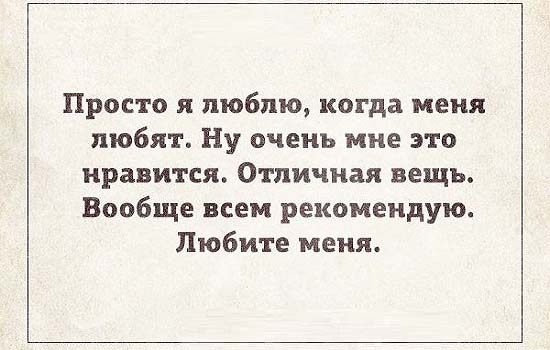 Просто я люблю, когда меня
любят. Ну очень мне это
нравится. Отличная вещь.
Вообще всем рекомендую.
Любите меня.